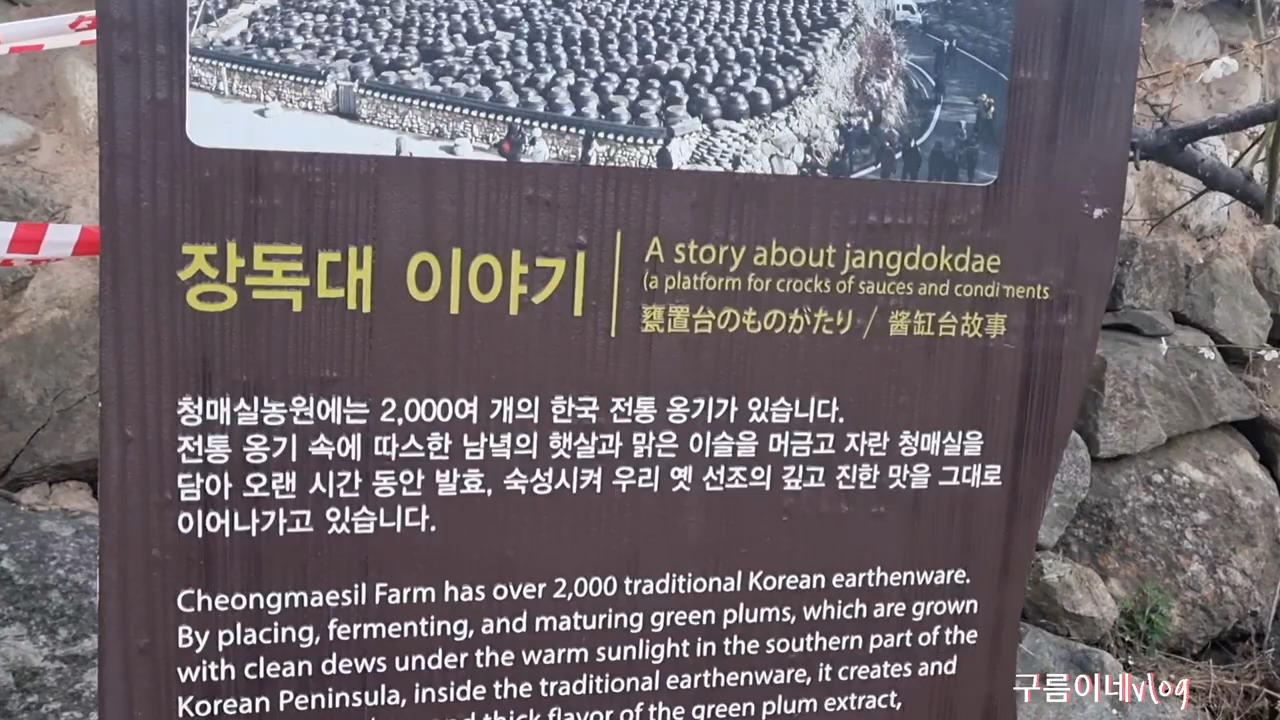 장독대 이야기
A story about jangdokdae
(a platform for crocks of sauces and condiments
甕置台のものがたり / 酱缸台故事
청매실농원에는 2,000여 개의 한국 전통 옹기가 있습니다.
전통 옹기 속에 따스한 남녘의 햇살과 맑은 이슬을 머금고 자란 청매실을
담아 오랜 시간 동안 발효, 숙성시켜 우리 옛 선조의 깊고 진한 맛을 그대로
이어나가고 있습니다.
Cheongmaesil Farm has over 2,000 traditional Korean earthenware.
By placing, fermenting, and maturing green plums, which are grown
with clean dews under the warm sunlight in the southern part of the
Korean Peninsula, inside the traditional earthenware, it creates and
and thick flavor of the green plum extract,
구름이네vlog